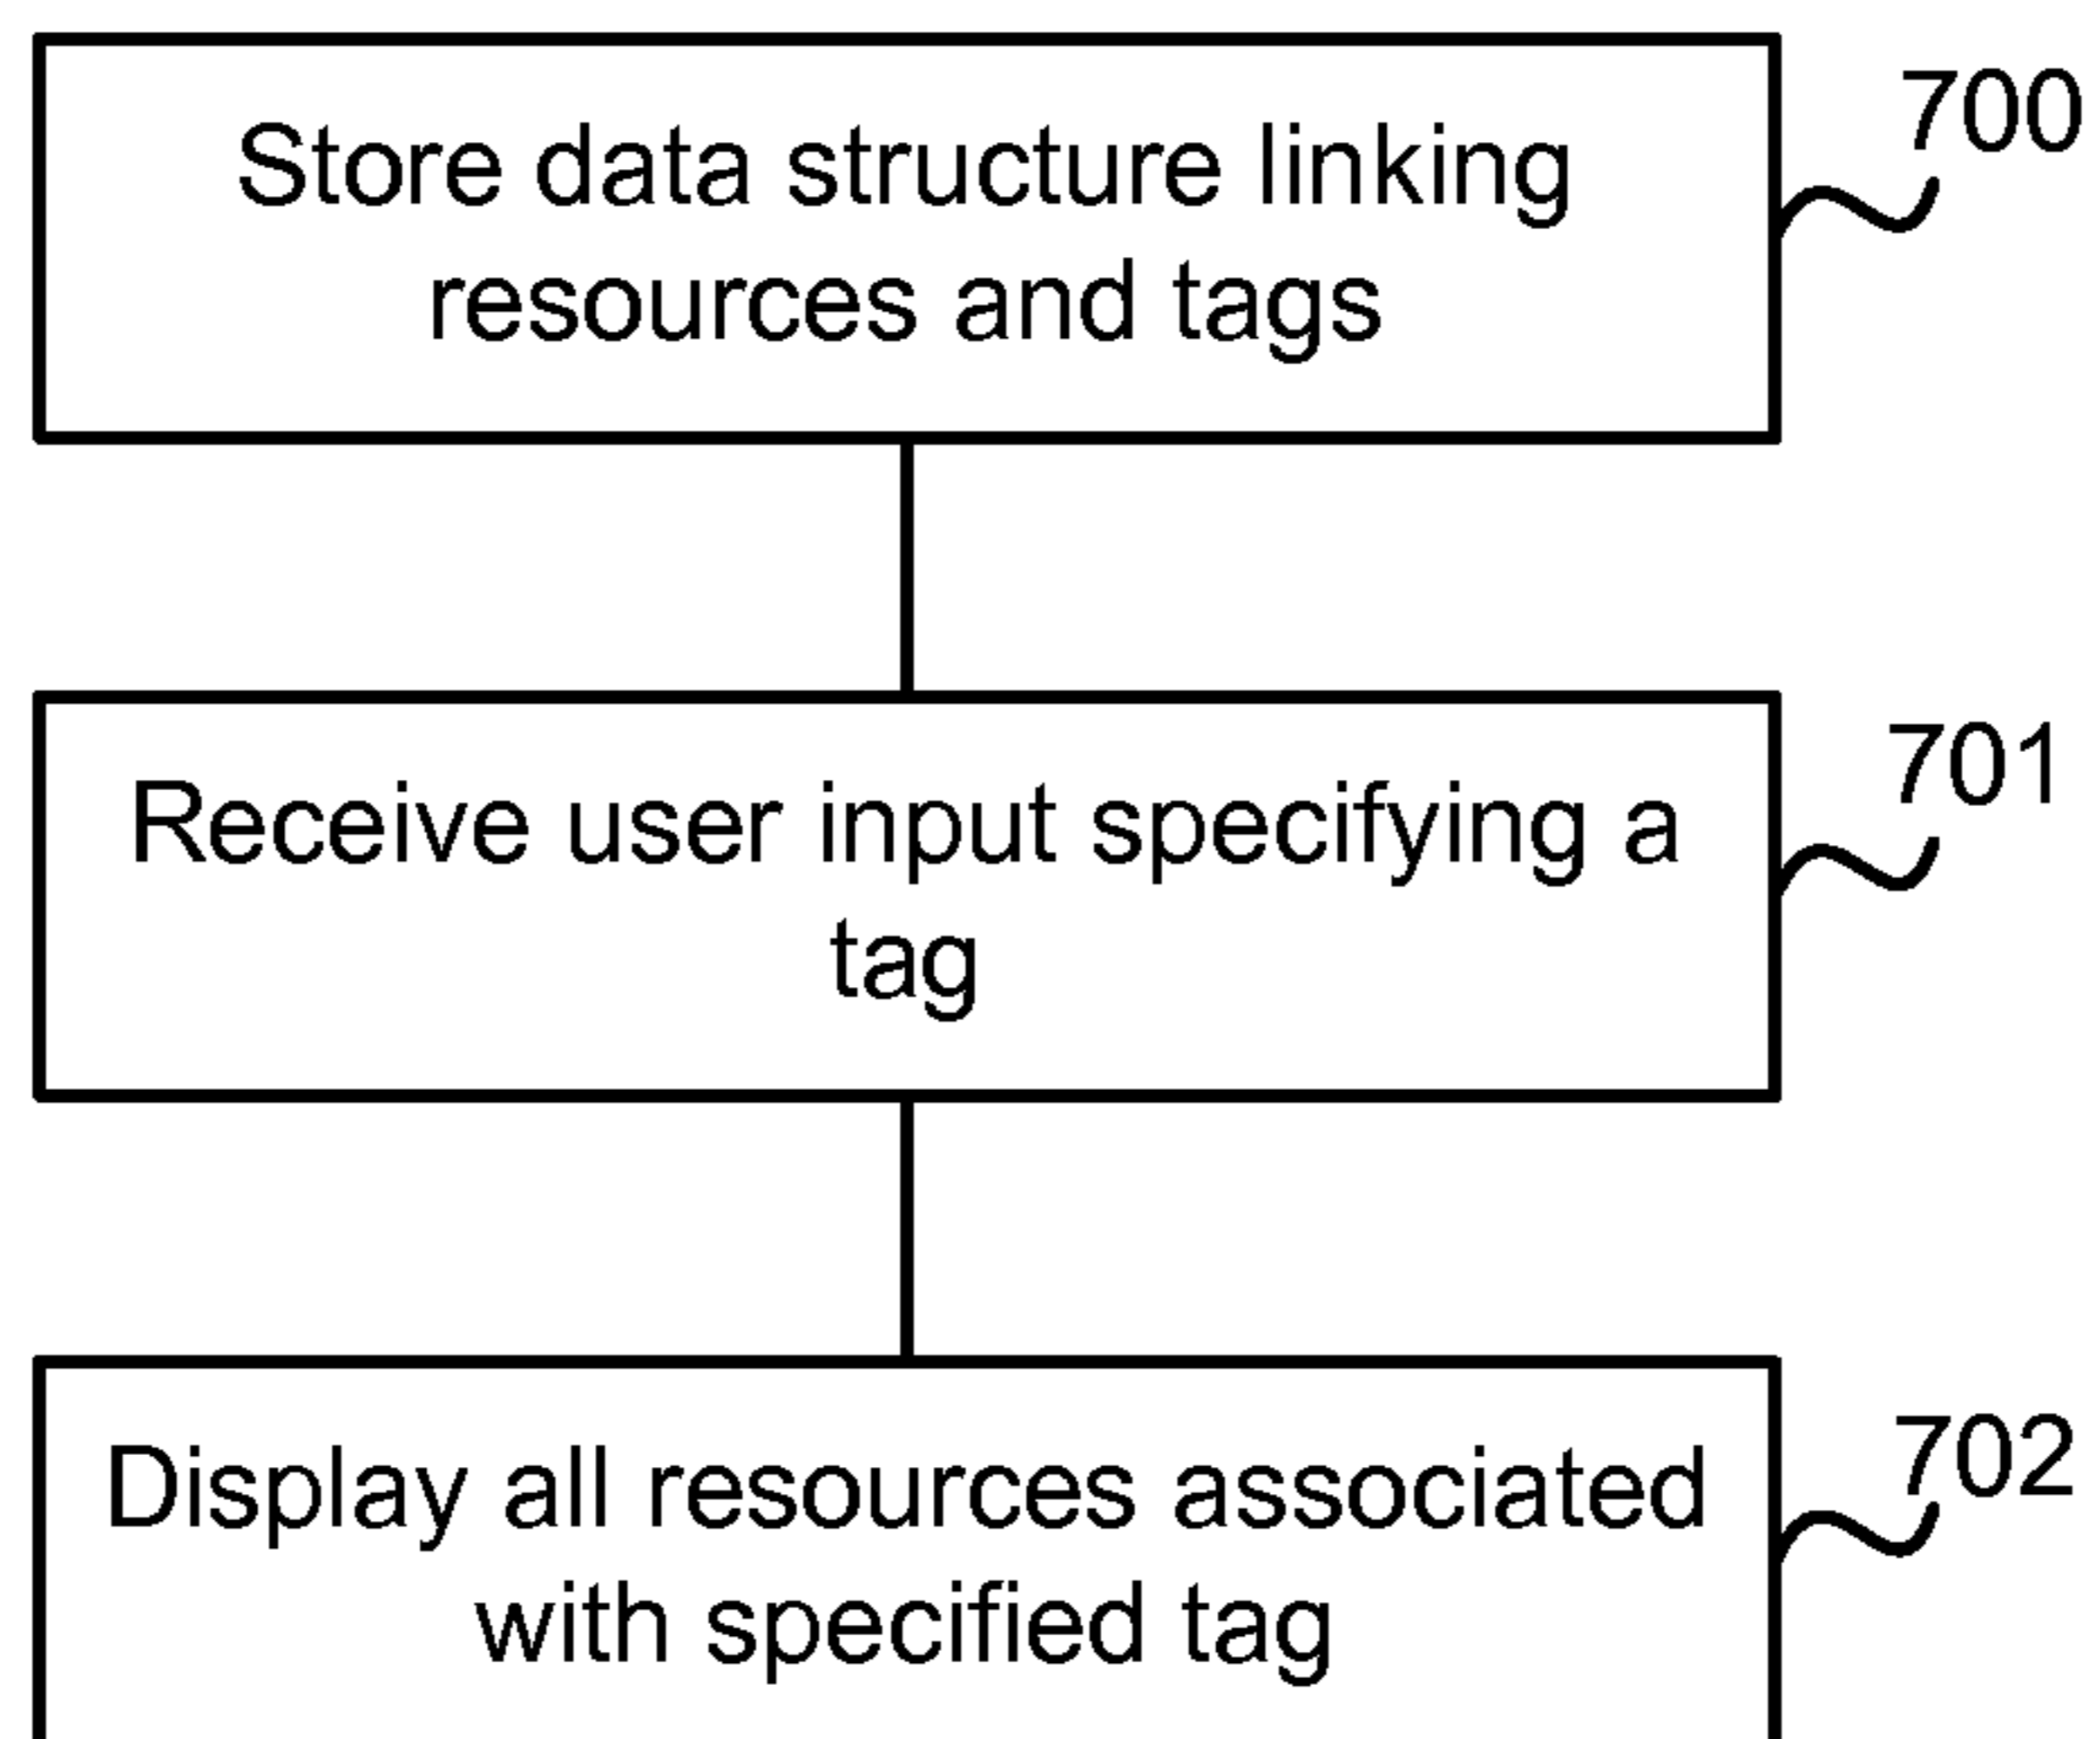 Store data structure linking
resources and tags
700
Receive user input specifying a
tag
701
Display all resources associated
with specified tag
702